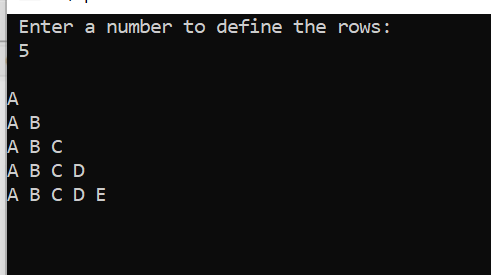 Enter a number to define the rows:
5
A
A B
A B C
A B C D
A B C D E